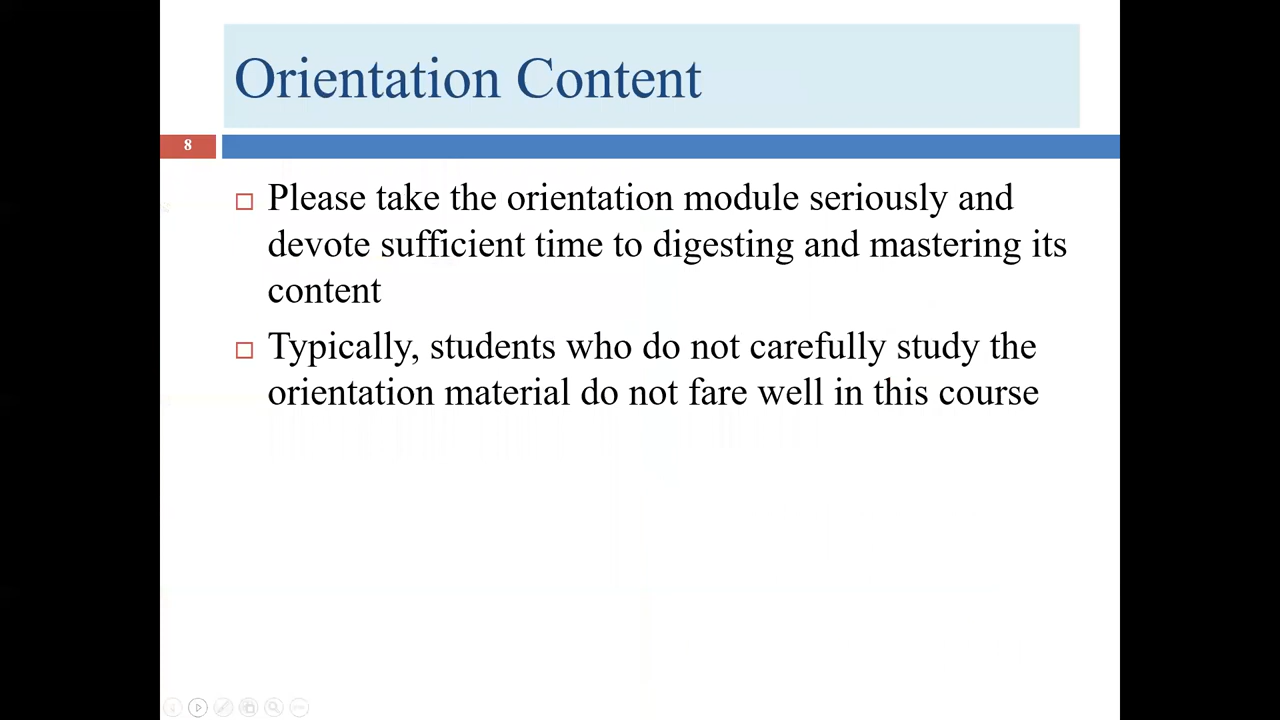 Orientation Content
8
Please take the orientation module seriously and
devote sufficient time to digesting and mastering its
content
Typically, students who do not carefully study the
orientation material do not fare well in this course